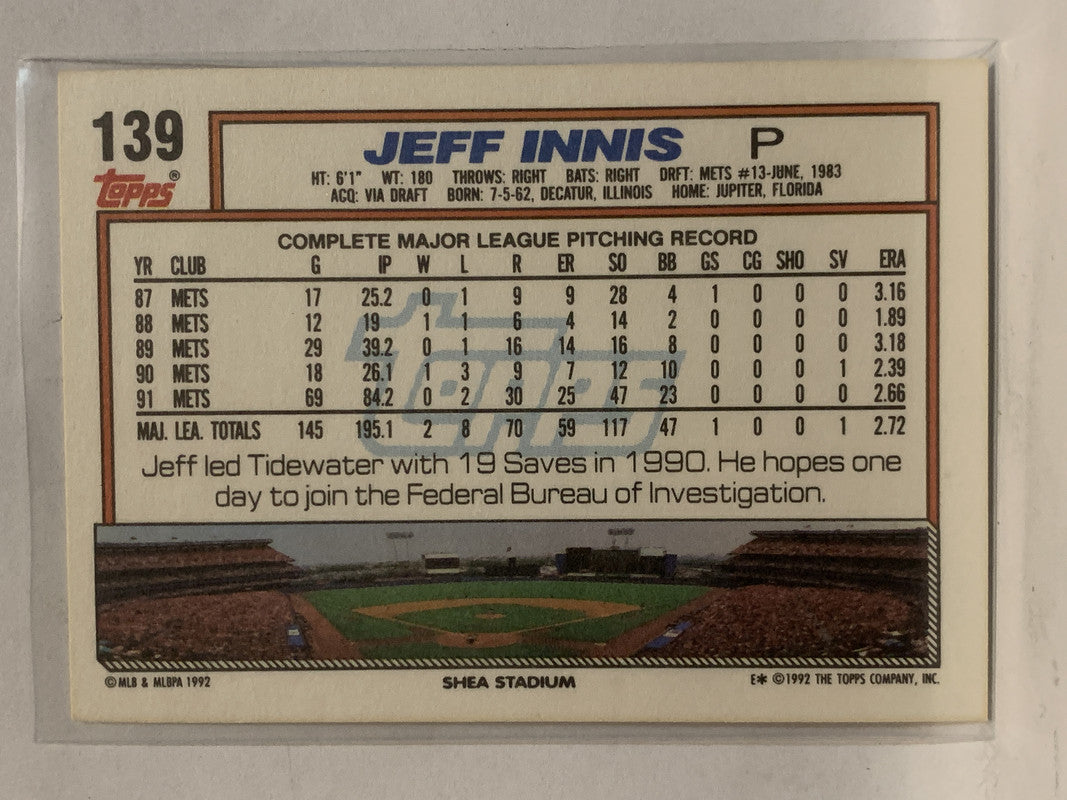 139
JEFF INNIS P
topps®
HT: 6'1" WT: 180 THROWS: RIGHT BATS: RIGHT DRFT: METS #13-JUNE, 1983
ACQ: VIA DRAFT BORN: 7-5-62, DECATUR, ILLINOIS HOME: JUPITER, FLORIDA
COMPLETE MAJOR LEAGUE PITCHING RECORD
YR CLUB G IP W L R ER SO BB GS CG SHO SV ERA
87 METS 17 25.2 0 1 9 9 28 4 1 0 0 0 3.16
88 METS 12 19 1 1 6 4 14 2 0 0 0 0 1.89
89 METS 29 39.2 0 1 16 14 16 8 0 0 0 0 3.18
90 METS 18 26.1 1 3 9 7 12 10 0 0 0 1 2.39
91 METS 69 84.2 0 2 30 25 47 23 0 0 0 0 2.66
MAJ. LEA. TOTALS 145 195.1 2 8 70 59 117 47 1 0 0 1 2.72
topps
Jeff led Tidewater with 19 Saves in 1990. He hopes one
day to join the Federal Bureau of Investigation.
© MLB & MLBPA 1992 SHEA STADIUM E* © 1992 THE TOPPS COMPANY, INC.